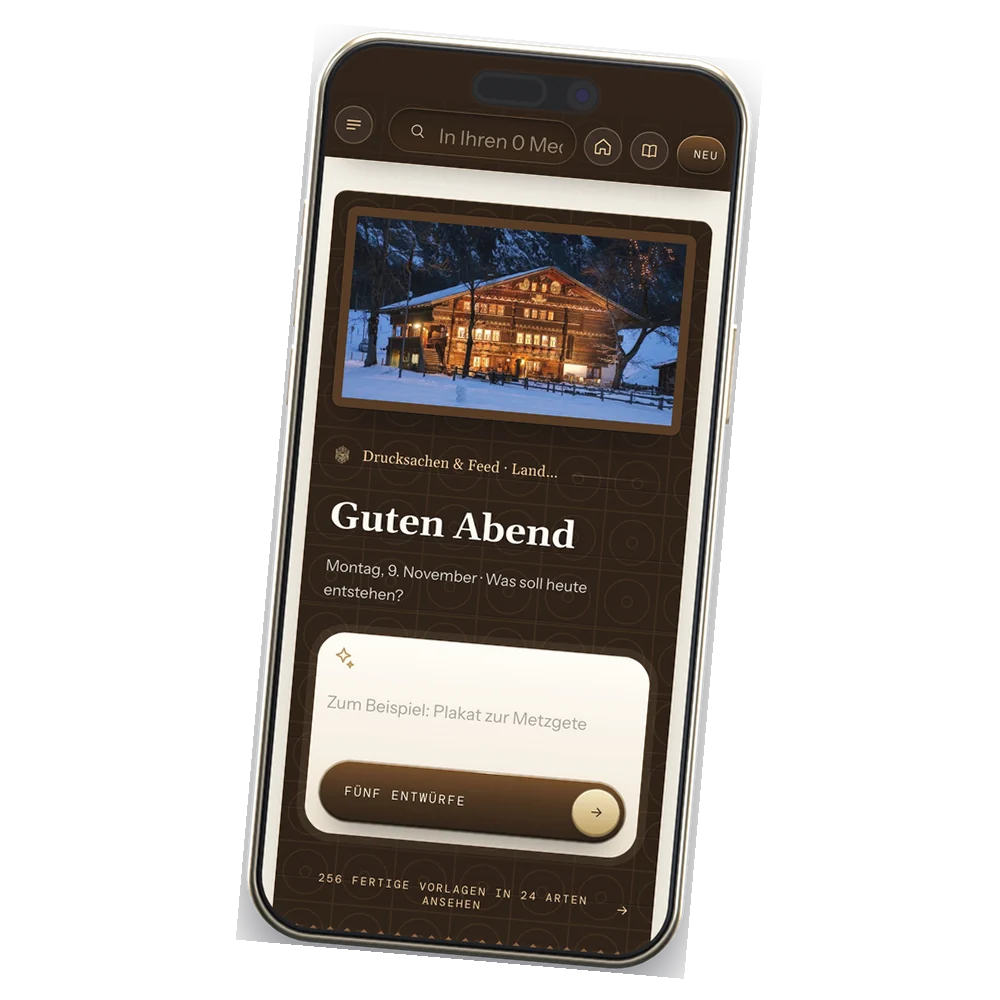 In Ihren 0 Med
NEU
Drucksachen & Feed · Land...
Guten Abend
Montag, 9. November · Was soll heute
entstehen?
Zum Beispiel: Plakat zur Metzgete
FÜNF ENTWÜRFE
256 FERTIGE VORLAGEN IN 24 ARTEN
ANSEHEN